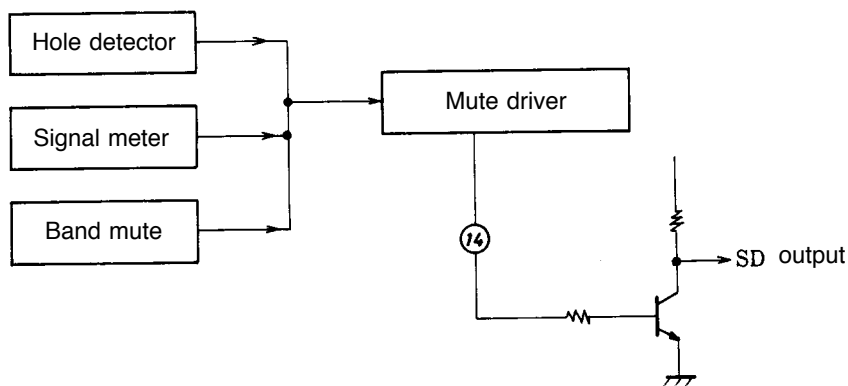 Hole detector
Signal meter
Band mute
Mute driver
14
SD output